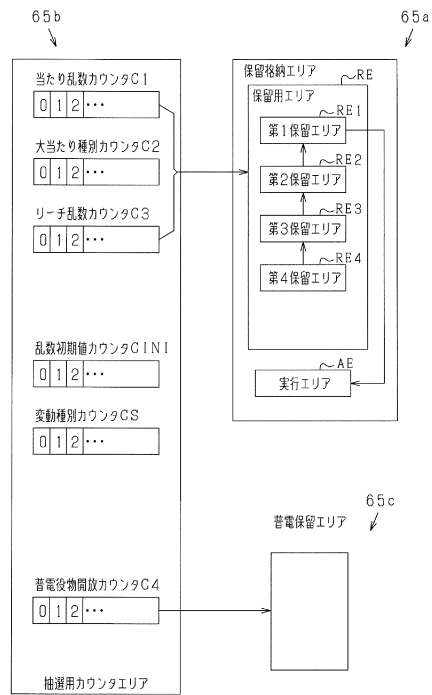 65b
65a
当たり乱数カウンタC1
0 1 2 ・・・
大当たり種別カウンタC2
0 1 2 ・・・
リーチ乱数カウンタC3
0 1 2 ・・・
乱数初期値カウンタCINI
0 1 2 ・・・
変動種別カウンタCS
0 1 2 ・・・
普電役物開放カウンタC4
0 1 2 ・・・
抽選用カウンタエリア
保留格納エリア
RE
保留用エリア
RE1
第1保留エリア
RE2
第2保留エリア
RE3
第3保留エリア
RE4
第4保留エリア
AE
実行エリア
65c
普電保留エリア